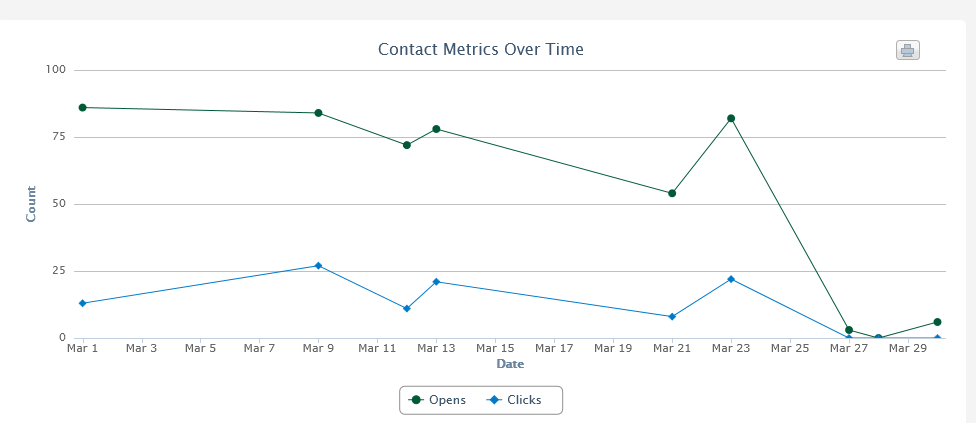 Contact Metrics Over Time
100
75
50
25
0
Count
Mar 1 Mar 3 Mar 5 Mar 7 Mar 9 Mar 11 Mar 13 Mar 15 Mar 17 Mar 19 Mar 21 Mar 23 Mar 25 Mar 27 Mar 29
Date
Opens Clicks